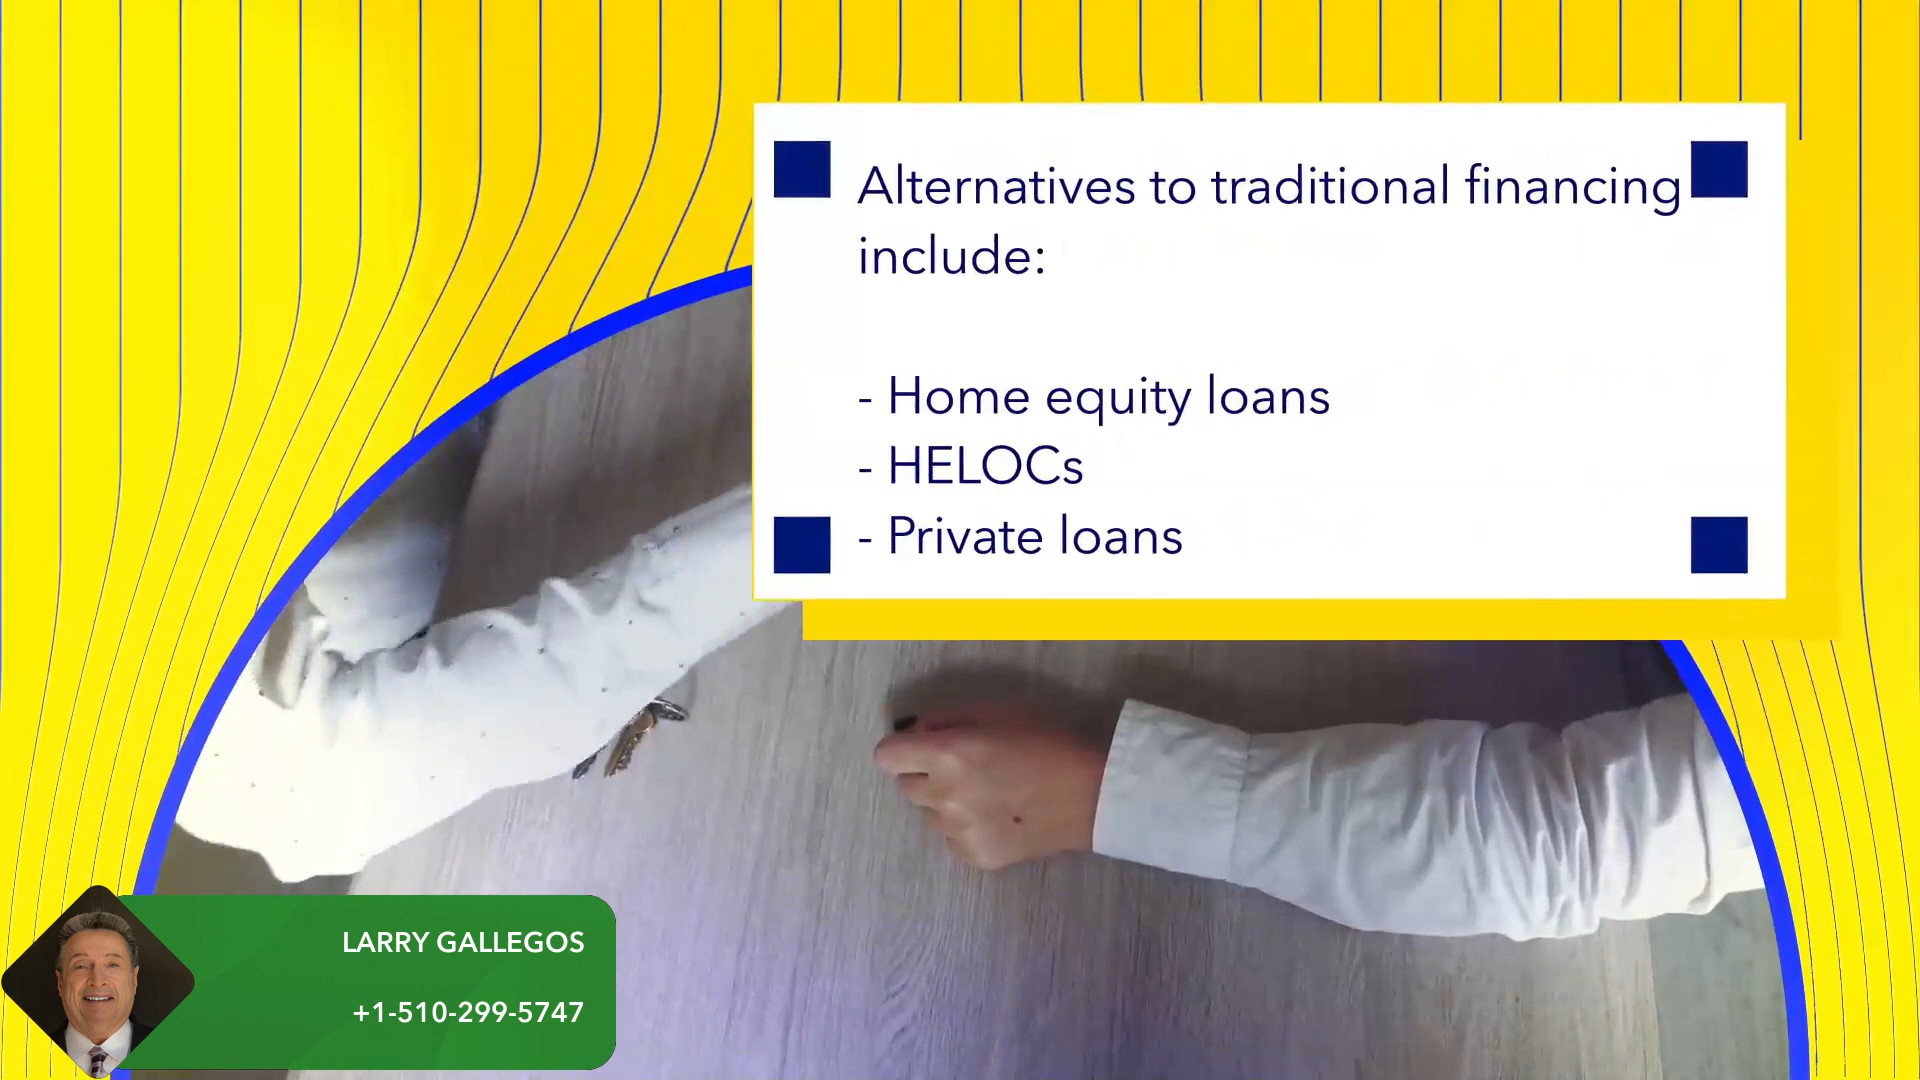 Alternatives to traditional financing
include:
- Home equity loans
- HELOCs
- Private loans
LARRY GALLEGOS
+1-510-299-5747